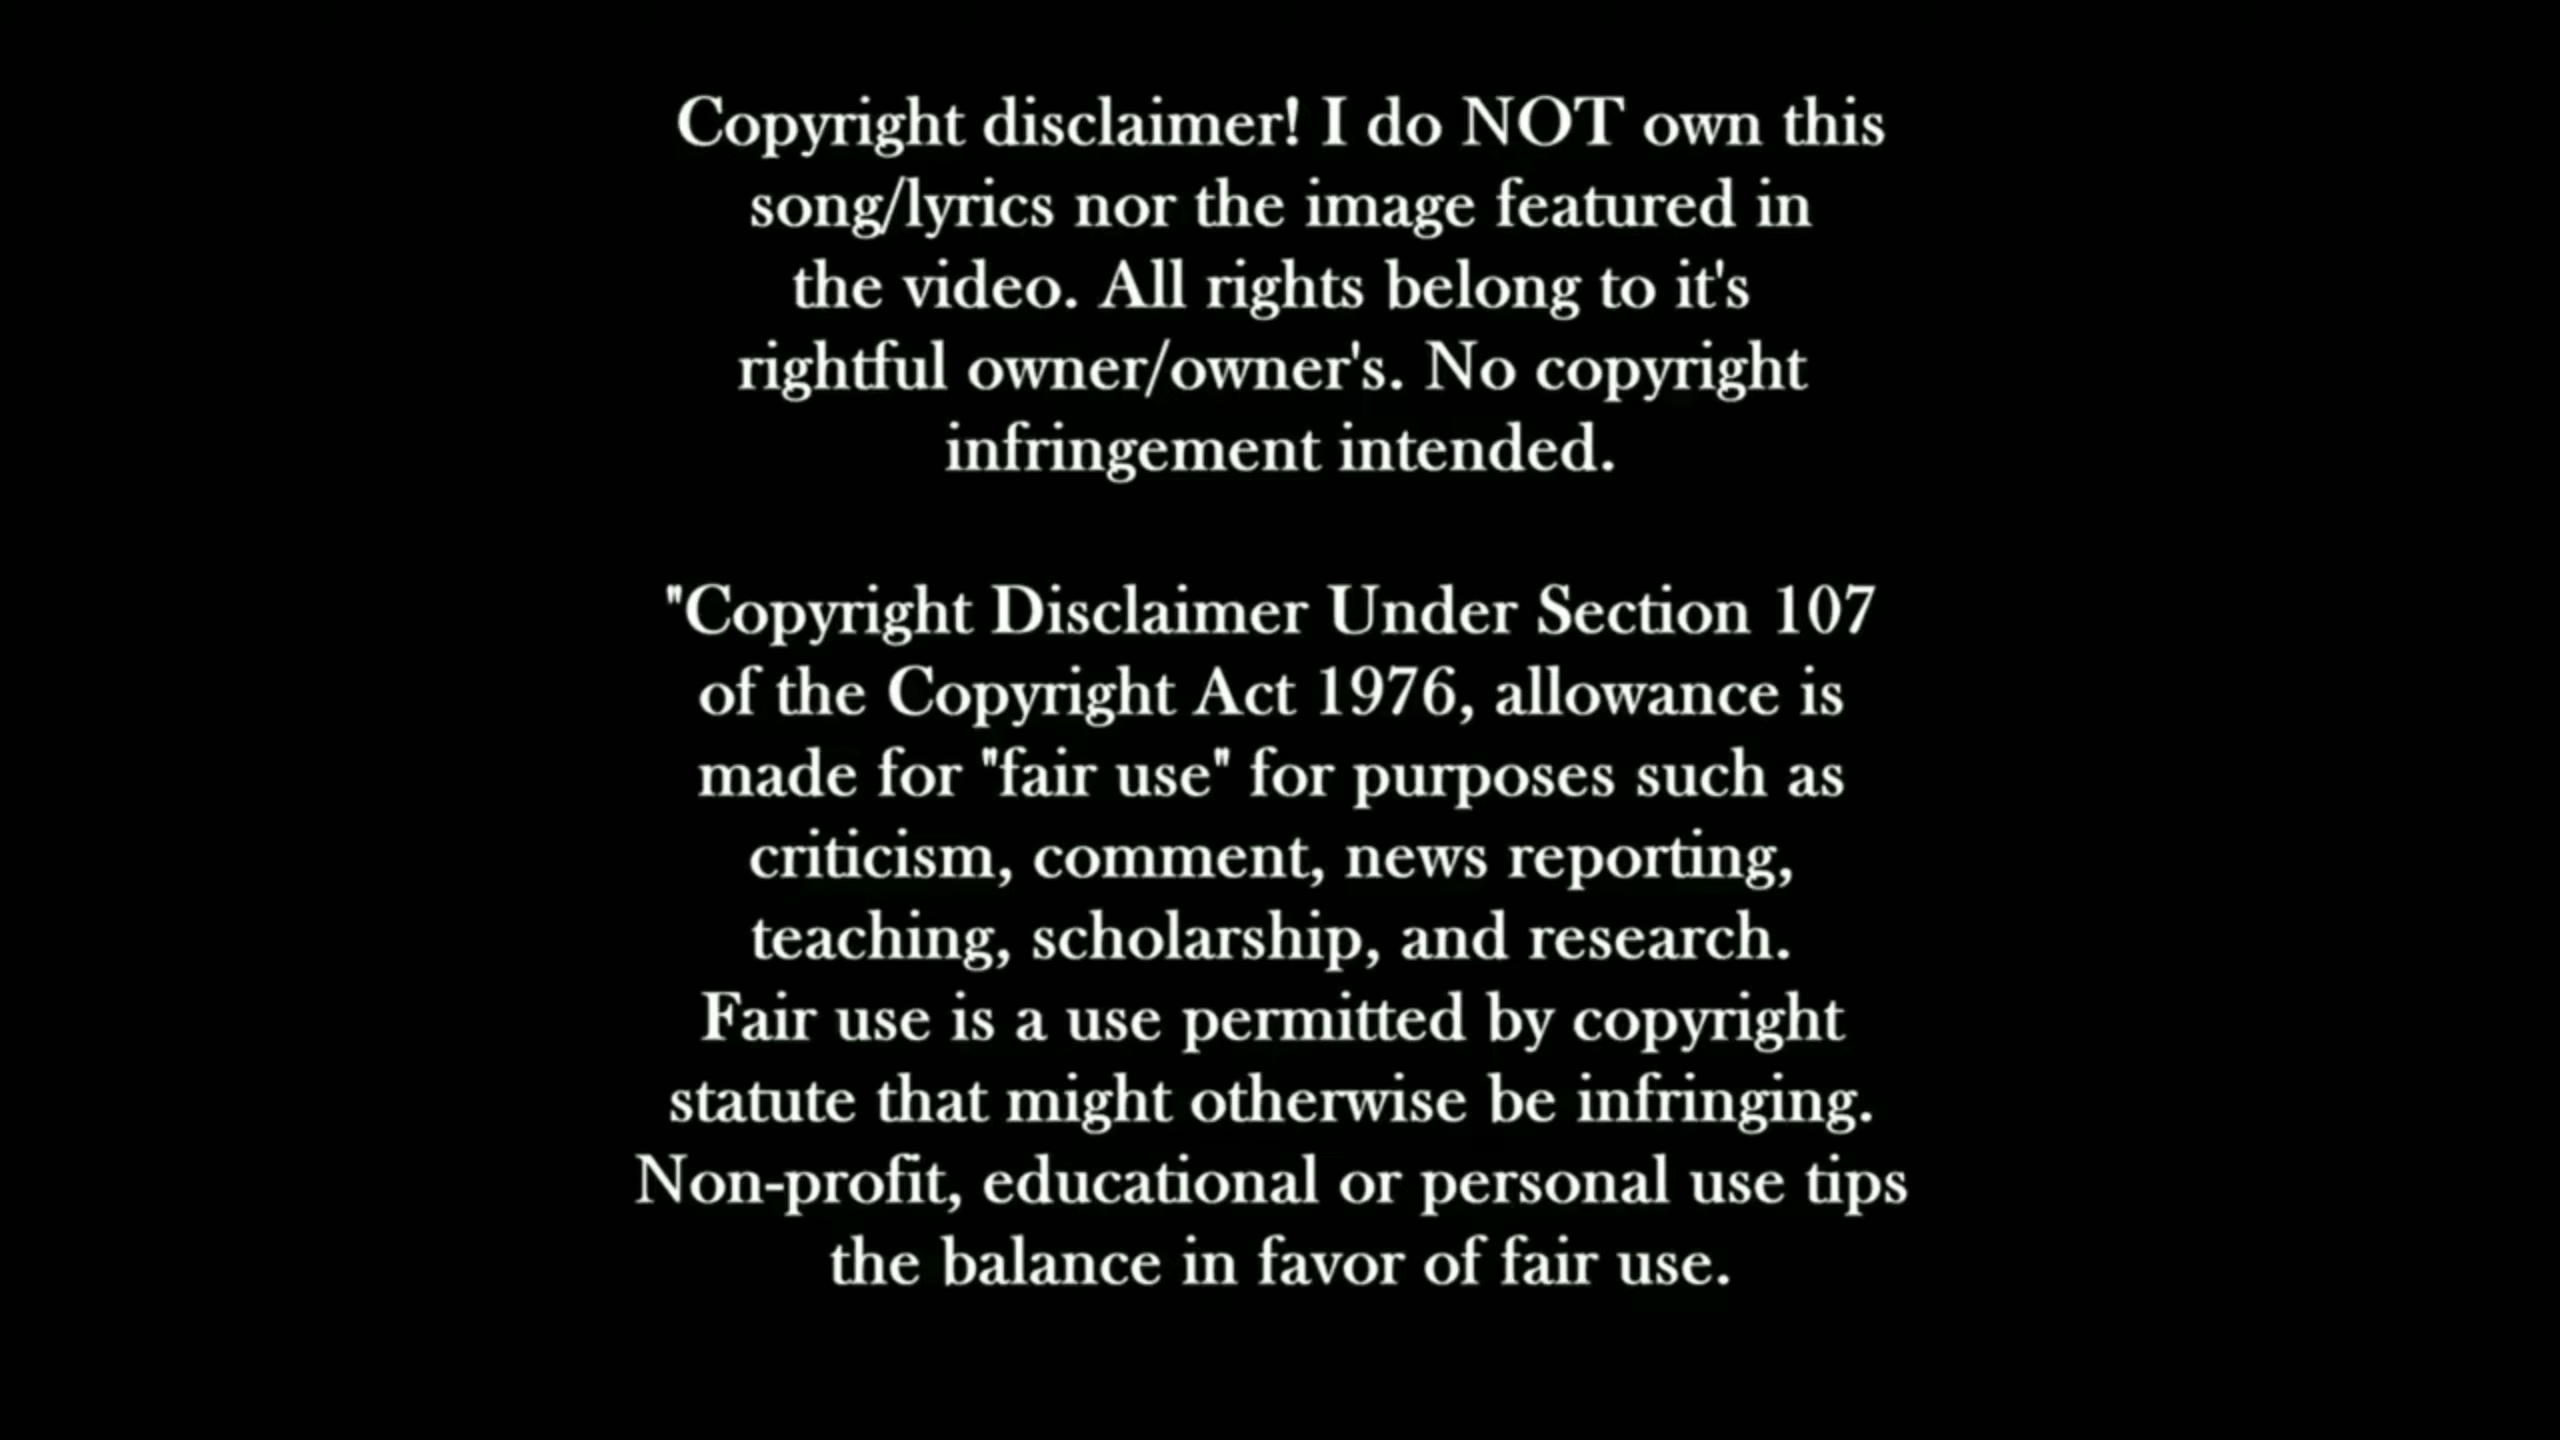 Copyright disclaimer! I do NOT own this
song/lyrics nor the image featured in
the video. All rights belong to it's
rightful owner/owner's. No copyright
infringement intended.
"Copyright Disclaimer Under Section 107
of the Copyright Act 1976, allowance is
made for "fair use" for purposes such as
criticism, comment, news reporting,
teaching, scholarship, and research.
Fair use is a use permitted by copyright
statute that might otherwise be infringing.
Non-profit, educational or personal use tips
the balance in favor of fair use.